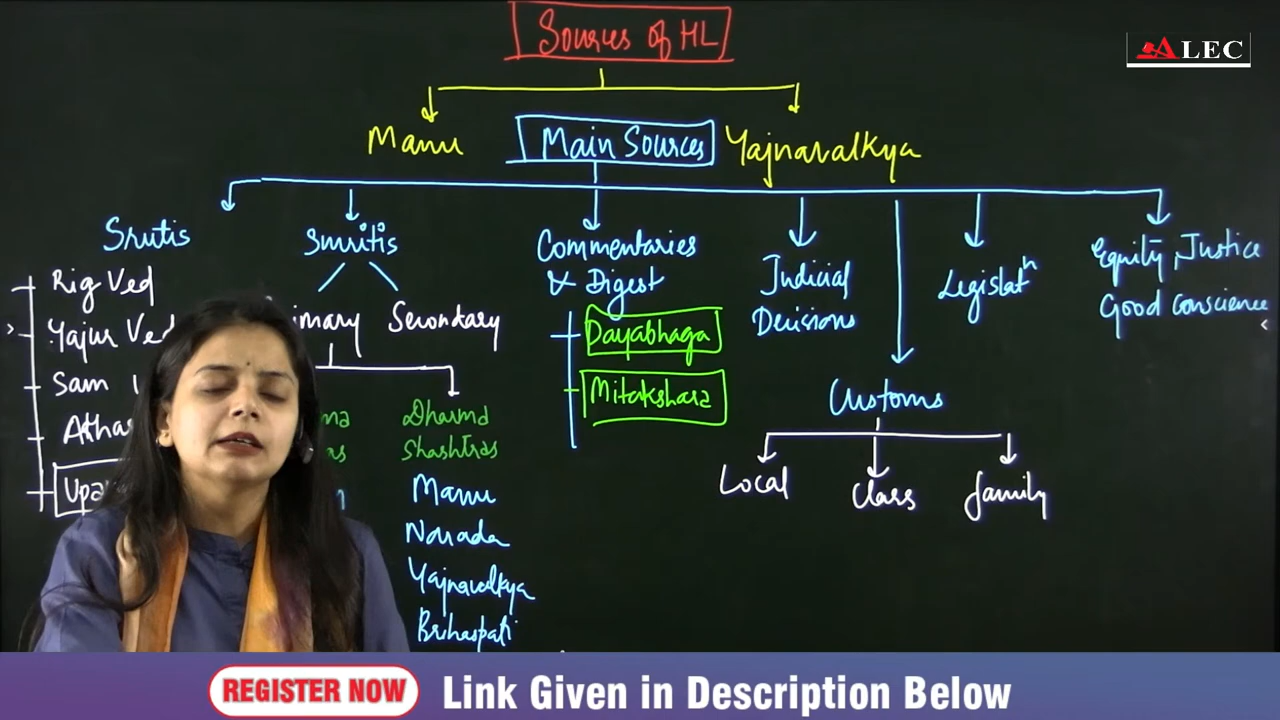 Sources of HL
ALEC
Manu
Main Sources
Yajnavalkya
Srutis
Rig Ved
Yajur Ved
Sam
Smritis
Secondary
Dharma
Shashtras
Manu
Narada
Yajnavalkya
Brihaspati
Commentaries
& Digest
Dayabhaga
Mitakshara
Judicial
Decisions
Customs
Local
Class
family
Legislatn
Equity, Justice
Good conscience
REGISTER NOW
Link Given in Description Below